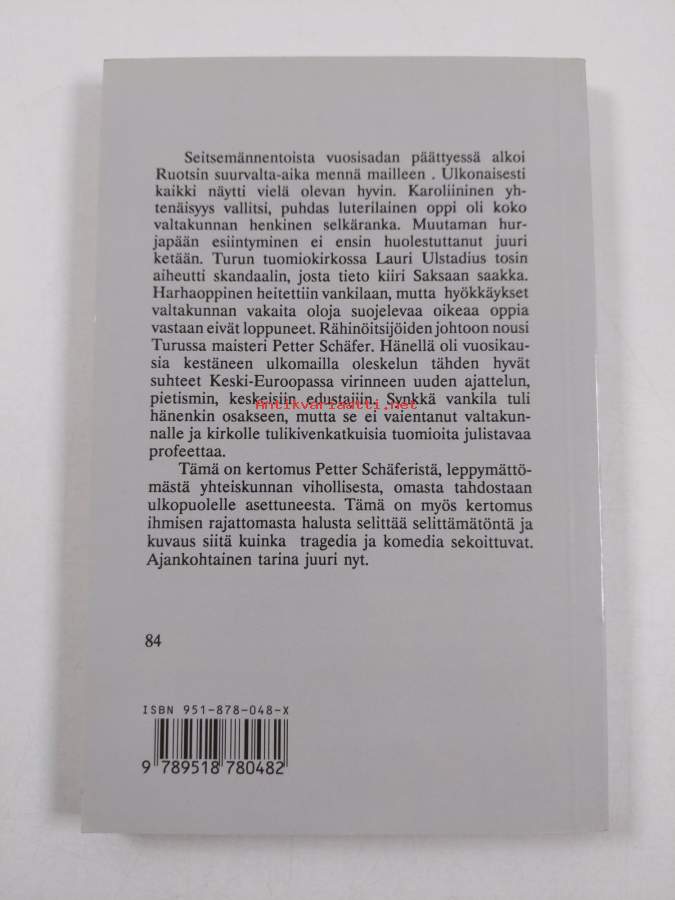 Seitsemännentoista vuosisadan päättyessä alkoi
Ruotsin suurvalta-aika mennä mailleen . Ulkonaisesti
kaikki näytti vielä olevan hyvin. Karoliininen yh-
tenäisyys vallitsi, puhdas luterilainen oppi oli koko
valtakunnan henkinen selkäranka. Muutaman hur-
japään esiintyminen ei ensin huolestuttanut juuri
ketään. Turun tuomiokirkossa Lauri Ulstadius tosin
aiheutti skandaalin, josta tieto kiiri Saksaan saakka.
Harhaoppinen heitettiin vankilaan, mutta hyökkäykset
valtakunnan vakaita oloja suojelevaa oikeaa oppia
vastaan eivät loppuneet. Rähinöitsijöiden johtoon nousi
Turussa maisteri Petter Schäfer. Hänellä oli vuosikau-
sia kestäneen ulkomailla oleskelun tähden hyvät
suhteet Keski-Euroopassa virinneen uuden ajattelun,
pietismin, keskeisiin edustajiin. Synkkä vankila tuli
Antikvariaatti.net
hänenkin osakseen, mutta se ei vaientanut valtakun-
nalle ja kirkolle tulikivenkatkuisia tuomioita julistavaa
profeettaa.
Tämä on kertomus Petter Schäferistä, leppymättö-
mästä yhteiskunnan vihollisesta, omasta tahdostaan
ulkopuolelle asettuneesta. Tämä on myös kertomus
ihmisen rajattomasta halusta selittää selittämätöntä ja
kuvaus siitä kuinka tragedia ja komedia sekoittuvat.
Ajankohtainen tarina juuri nyt.
84
ISBN 951-878-048-X
9 789518 780482